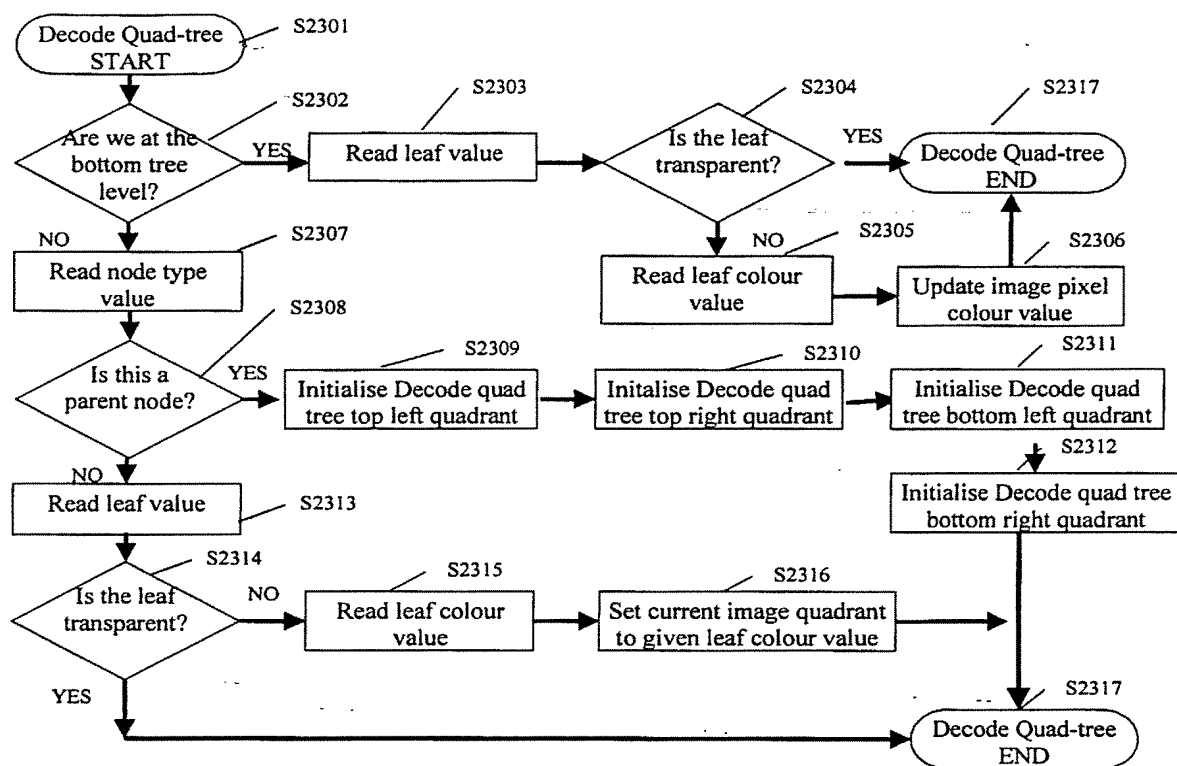 Decode Quad-tree
START
S2301
S2302
Are we at the
bottom tree
level?
YES
S2303
Read leaf value
S2304
Is the leaf
transparent?
YES
S2317
Decode Quad-tree
END
NO
S2307
Read node type
value
NO
S2305
Read leaf colour
value
S2306
Update image pixel
colour value
S2308
Is this a
parent node?
YES
S2309
Initialise Decode quad
tree top left quadrant
S2310
Initalise Decode quad
tree top right quadrant
S2311
Initialise Decode quad
tree bottom left quadrant
S2312
Initialise Decode quad tree
bottom right quadrant
NO
Read leaf value
S2313
S2314
Is the leaf
transparent?
NO
S2315
Read leaf colour
value
S2316
Set current image quadrant
to given leaf colour value
YES
S2317
Decode Quad-tree
END